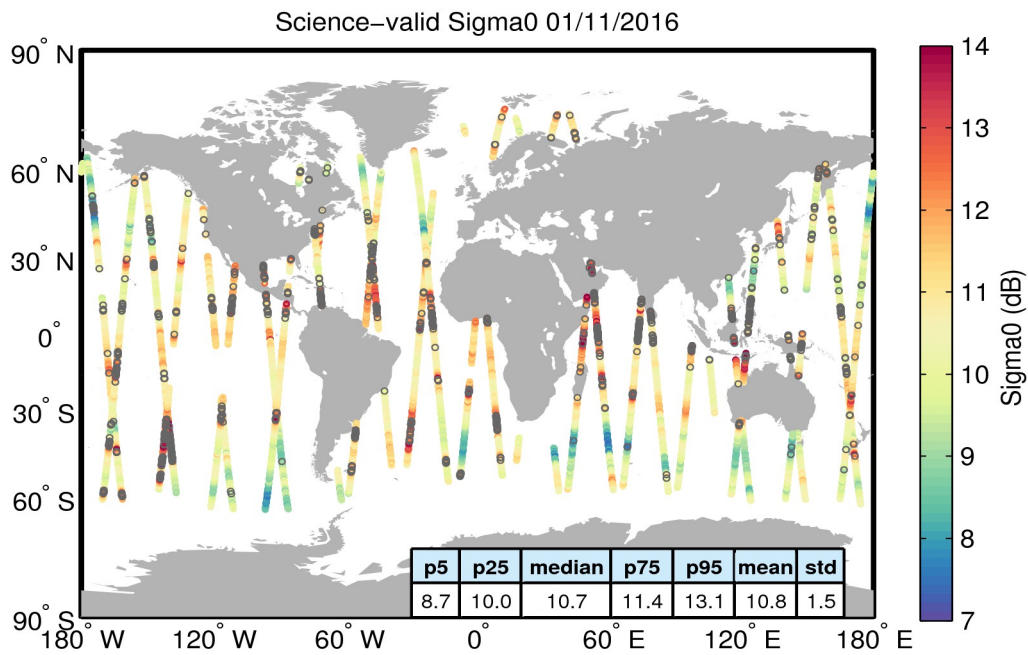 Science−valid Sigma0 01/11/2016
90° N
60° N
30° N
0°
30° S
60° S
90° S
180° W
120° W
60° W
0°
60° E
120° E
180° E
p5 p25 median p75 p95 mean std
8.7 10.0 10.7 11.4 13.1 10.8 1.5
14
13
12
11
10
9
8
7
Sigma0 (dB)